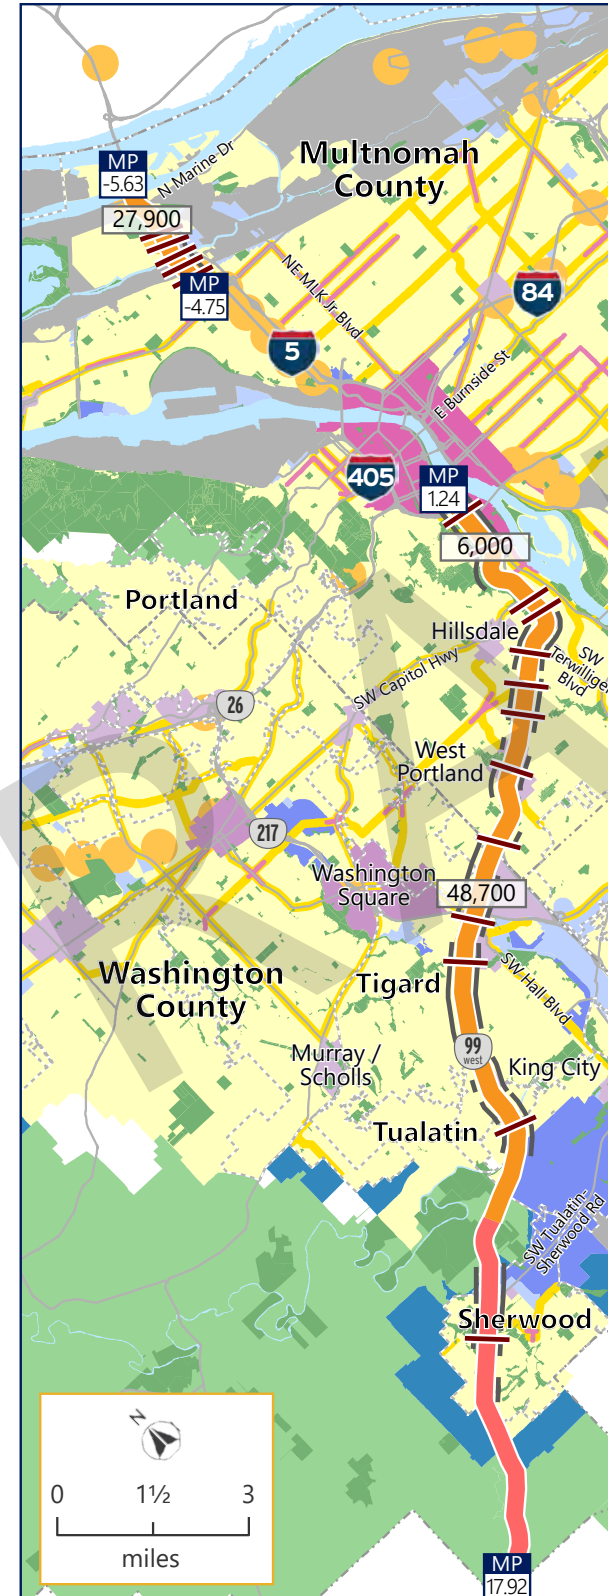 MP
-5.63
N Marine Dr
Multnomah
County
27,900
MP
-4.75
NE MLK Jr Blvd
84
5
E Burnside St
405
MP
1.24
6,000
Portland
Hillsdale
SW
Terwilliger
Blvd
SW Capitol Hwy
26
West
Portland
217
Washington
Square
48,700
Washington
County
Tigard
SW Hall Blvd
99
west
Murray /
Scholls
King City
Tualatin
SW Tualatin-
Sherwood Rd
Sherwood
N
0 1½ 3
miles
MP
17.92